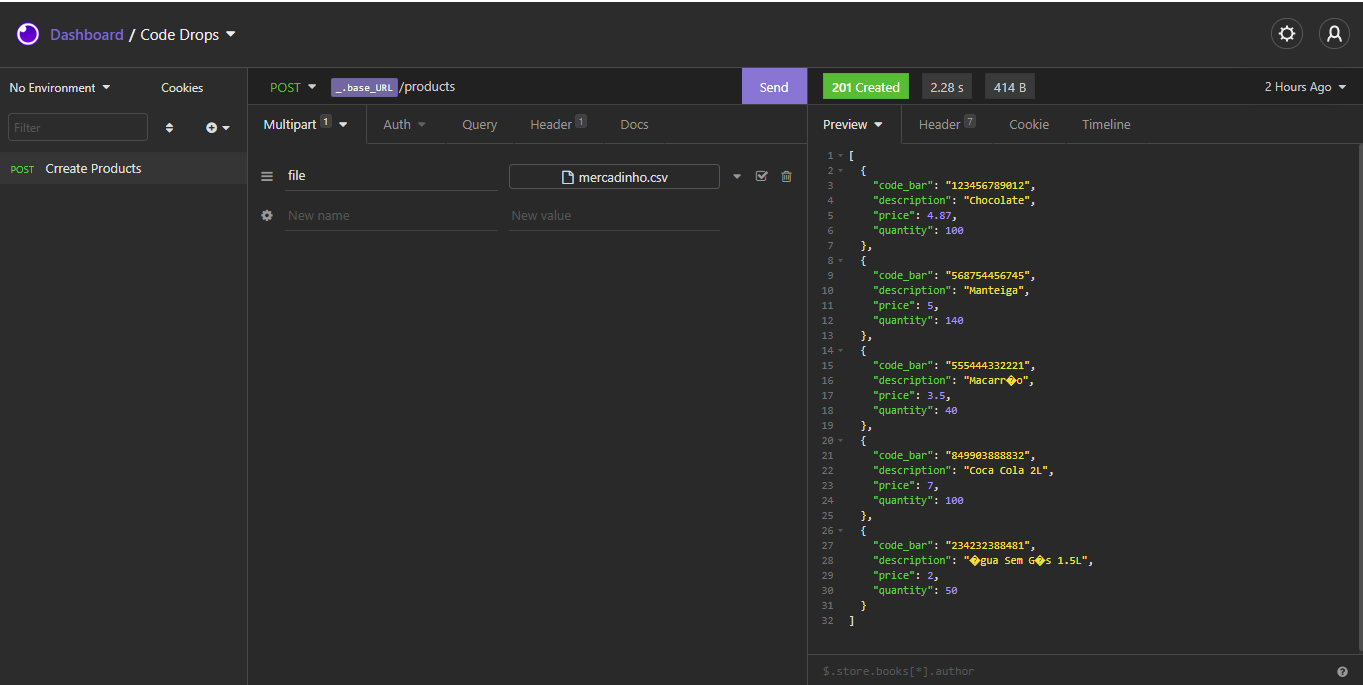 Dashboard / Code Drops
No Environment
Cookies
Filter
POST Crreate Products
POST _.base_URL /products
Send
Multipart 1
Auth
Query
Header 1
Docs
file
mercadinho.csv
New name
New value
201 Created
2.28 s
414 B
2 Hours Ago
Preview
Header 7
Cookie
Timeline
1 [
2 {
3 "code_bar": "123456789012",
4 "description": "Chocolate",
5 "price": 4.87,
6 "quantity": 100
7 },
8 {
9 "code_bar": "568754456745",
10 "description": "Manteiga",
11 "price": 5,
12 "quantity": 140
13 },
14 {
15 "code_bar": "555444332221",
16 "description": "Macarr�o",
17 "price": 3.5,
18 "quantity": 40
19 },
20 {
21 "code_bar": "849903888832",
22 "description": "Coca Cola 2L",
23 "price": 7,
24 "quantity": 100
25 },
26 {
27 "code_bar": "234232388481",
28 "description": "�gua Sem G�s 1.5L",
29 "price": 2,
30 "quantity": 50
31 }
32 ]
$.store.books[*].author